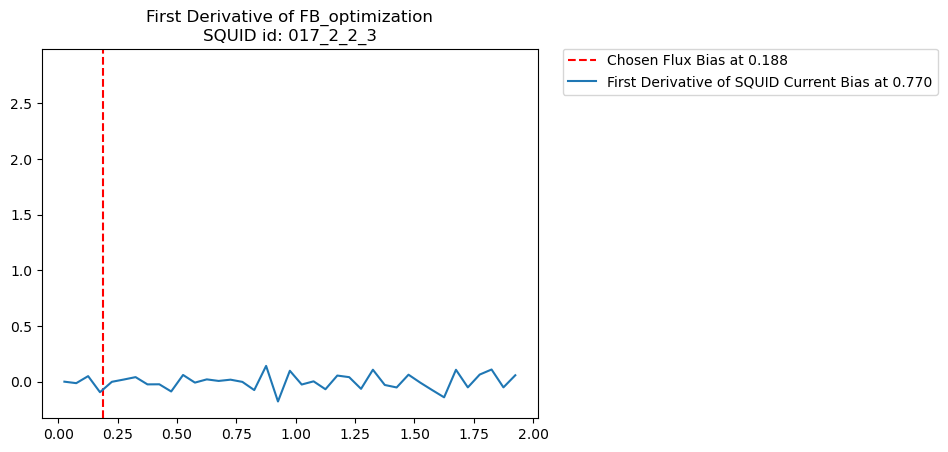 First Derivative of FB_optimization
SQUID id: 017_2_2_3
Chosen Flux Bias at 0.188
First Derivative of SQUID Current Bias at 0.770
2.5
2.0
1.5
1.0
0.5
0.0
0.00 0.25 0.50 0.75 1.00 1.25 1.50 1.75 2.00